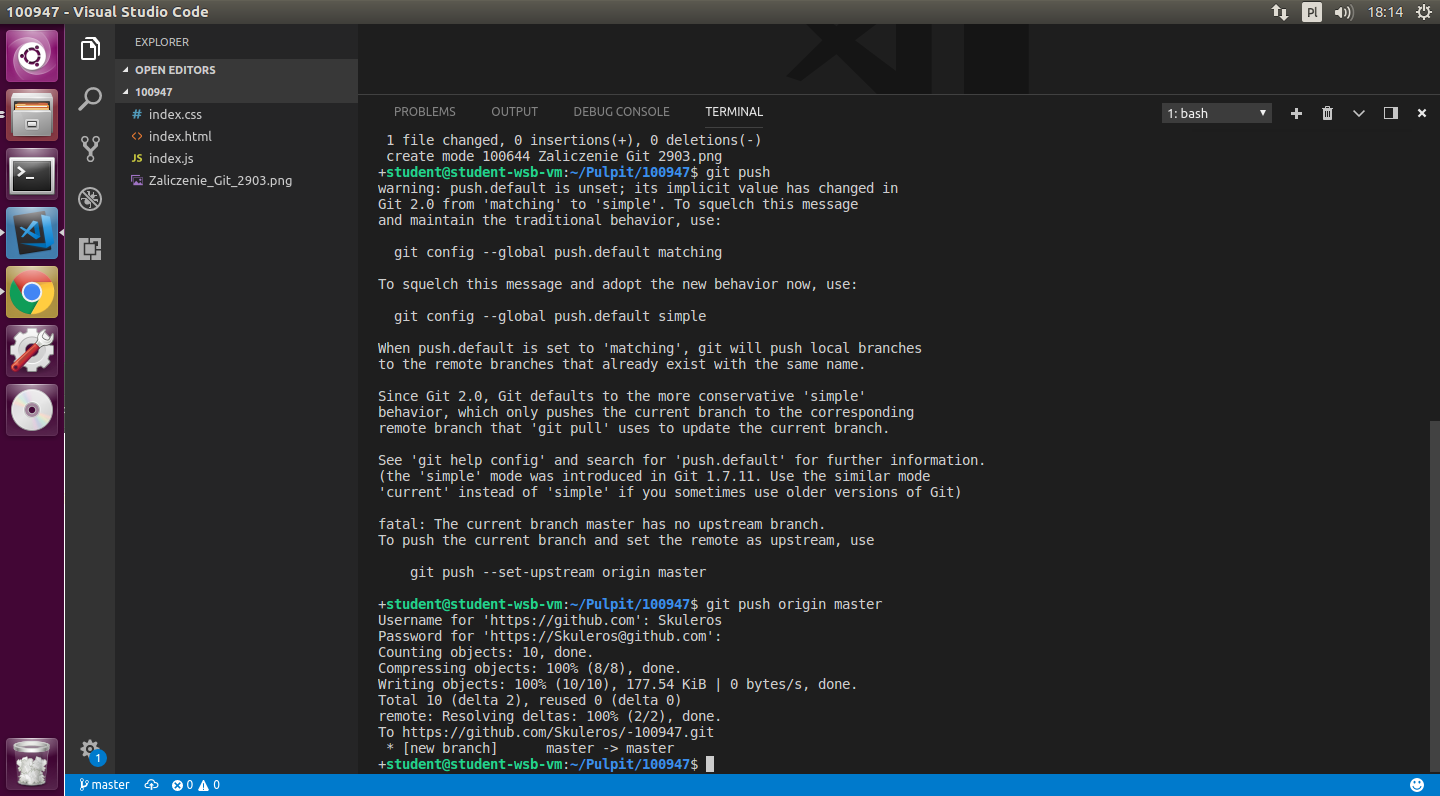 100947 - Visual Studio Code
Pl
18:14
EXPLORER
OPEN EDITORS
100947
# index.css
<> index.html
JS index.js
Zaliczenie_Git_2903.png
1
PROBLEMS OUTPUT DEBUG CONSOLE TERMINAL
1: bash
1 file changed, 0 insertions(+), 0 deletions(-)
create mode 100644 Zaliczenie Git 2903.png
+student@student-wsb-vm:~/Pulpit/100947$ git push
warning: push.default is unset; its implicit value has changed in
Git 2.0 from 'matching' to 'simple'. To squelch this message
and maintain the traditional behavior, use:
git config --global push.default matching
To squelch this message and adopt the new behavior now, use:
git config --global push.default simple
When push.default is set to 'matching', git will push local branches
to the remote branches that already exist with the same name.
Since Git 2.0, Git defaults to the more conservative 'simple'
behavior, which only pushes the current branch to the corresponding
remote branch that 'git pull' uses to update the current branch.
See 'git help config' and search for 'push.default' for further information.
(the 'simple' mode was introduced in Git 1.7.11. Use the similar mode
'current' instead of 'simple' if you sometimes use older versions of Git)
fatal: The current branch master has no upstream branch.
To push the current branch and set the remote as upstream, use
git push --set-upstream origin master
+student@student-wsb-vm:~/Pulpit/100947$ git push origin master
Username for 'https://github.com': Skuleros
Password for 'https://Skuleros@github.com':
Counting objects: 10, done.
Compressing objects: 100% (8/8), done.
Writing objects: 100% (10/10), 177.54 KiB | 0 bytes/s, done.
Total 10 (delta 2), reused 0 (delta 0)
remote: Resolving deltas: 100% (2/2), done.
To https://github.com/Skuleros/-100947.git
* [new branch]      master -> master
+student@student-wsb-vm:~/Pulpit/100947$
master 0 0